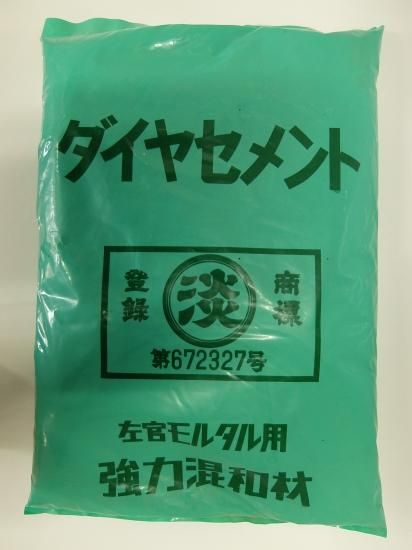 ダイヤセメント
登録 淡 商標
第672327号
左官モルタル用
強力混和材